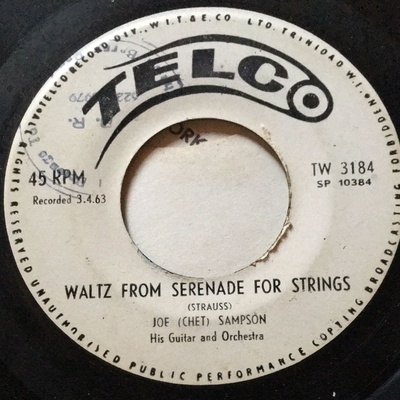 TELCO RECORD DIV., W.I.T.& E. CO. LTD. TRINIDAD W.I.
TELCO
45 RPM
Recorded 3.4.63
TW 3184
SP 10384
WALTZ FROM SERENADE FOR STRINGS
(STRAUSS)
JOE (CHET) SAMPSON
His Guitar and Orchestra
RIGHTS RESERVED UNAUTHORISED PUBLIC PERFORMANCE COPYING BROADCASTING FORBIDDEN